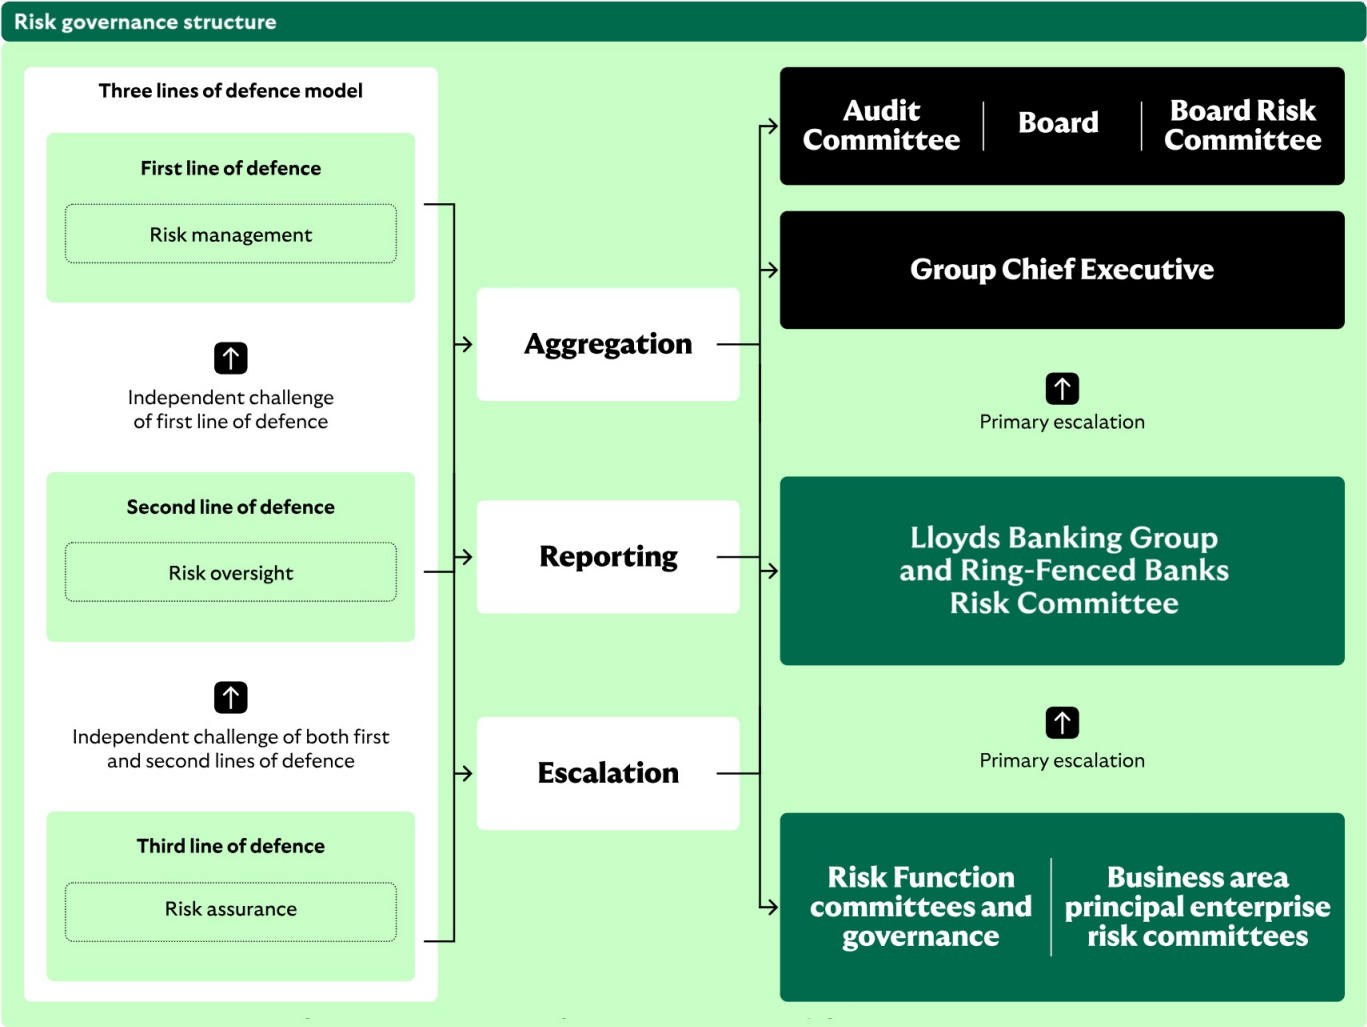 Risk governance structure
Three lines of defence model
First line of defence
Risk management
Independent challenge
of first line of defence
Second line of defence
Risk oversight
Independent challenge of both first
and second lines of defence
Third line of defence
Risk assurance
Aggregation
Reporting
Escalation
Audit
Committee
Board
Board Risk
Committee
Group Chief Executive
Primary escalation
Lloyds Banking Group
and Ring-Fenced Banks
Risk Committee
Primary escalation
Risk Function
committees and
governance
Business area
principal enterprise
risk committees